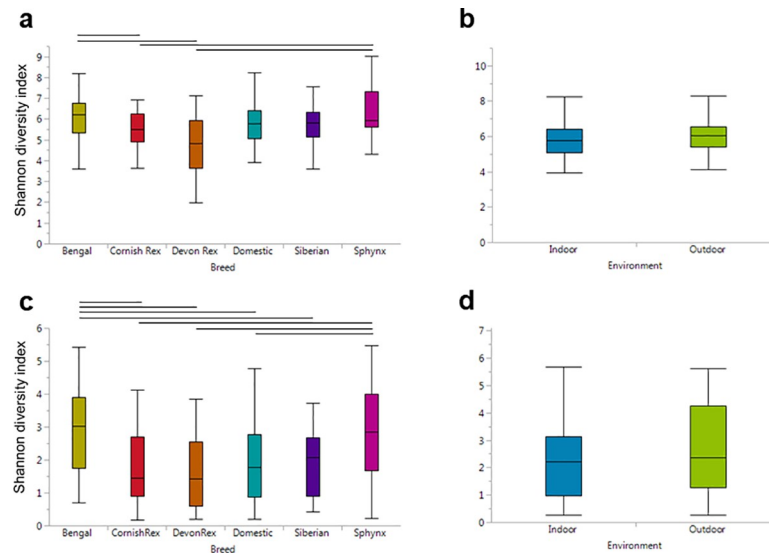 a
Shannon diversity index
9
8
7
6
5
4
3
2
1
0
Bengal Cornish Rex Devon Rex Domestic Siberian Sphynx
Breed
b
10
8
6
4
2
0
Indoor Outdoor
Environment
c
Shannon diversity index
6
5
4
3
2
1
0
Bengal CornishRex DevonRex Domestic Siberian Sphynx
Breed
d
7
6
5
4
3
2
1
0
Indoor Outdoor
Environment